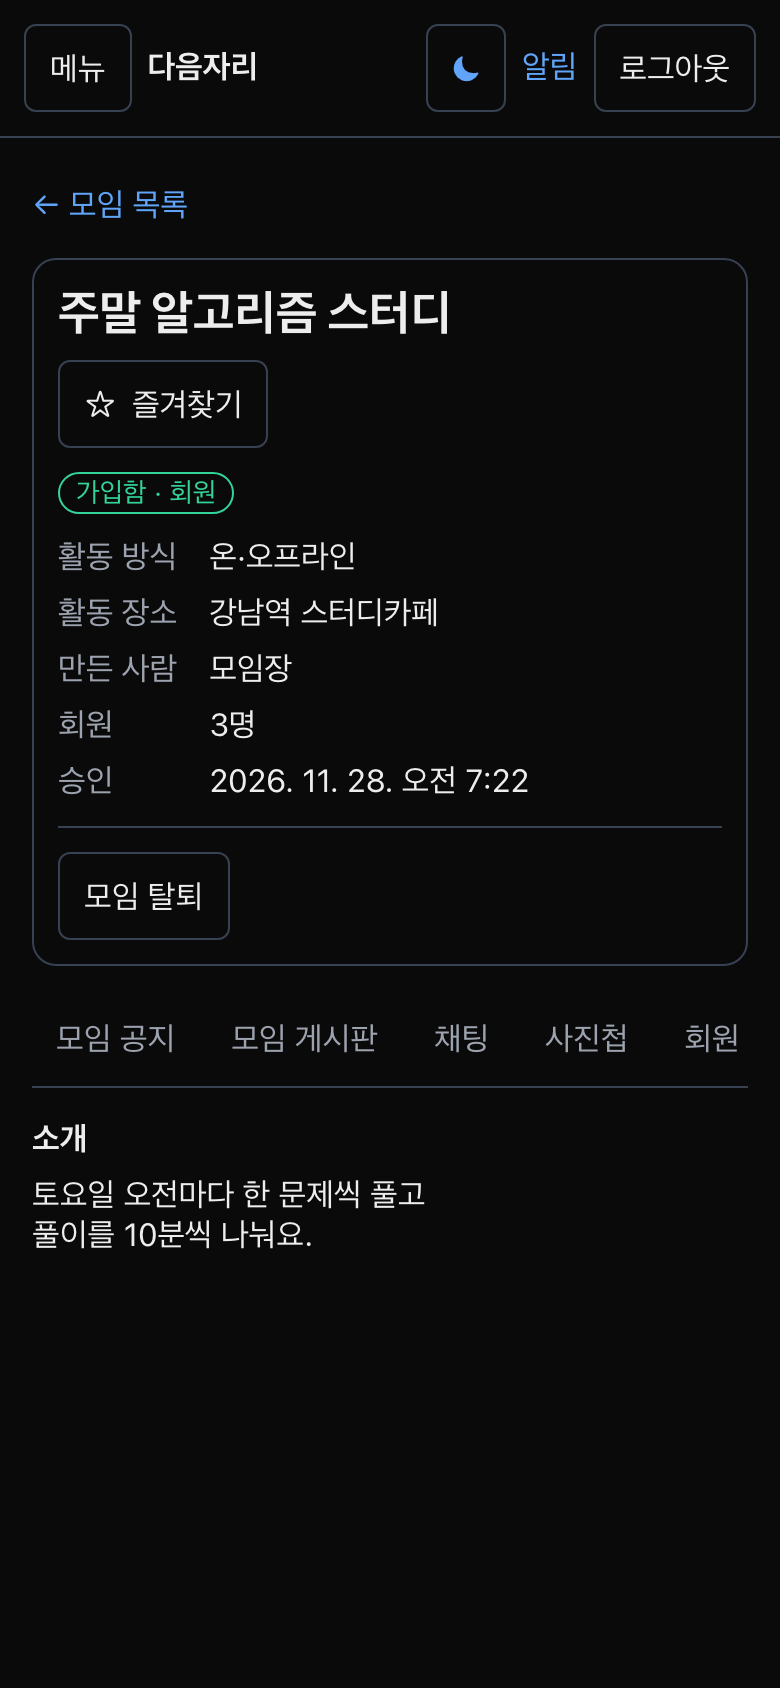 메뉴 다음자리 알림 로그아웃
← 모임 목록
주말 알고리즘 스터디
☆ 즐겨찾기
가입함 · 회원
활동 방식 온·오프라인
활동 장소 강남역 스터디카페
만든 사람 모임장
회원 3명
승인 2026. 11. 28. 오전 7:22
모임 탈퇴
모임 공지 모임 게시판 채팅 사진첩 회원
소개
토요일 오전마다 한 문제씩 풀고
풀이를 10분씩 나눠요.